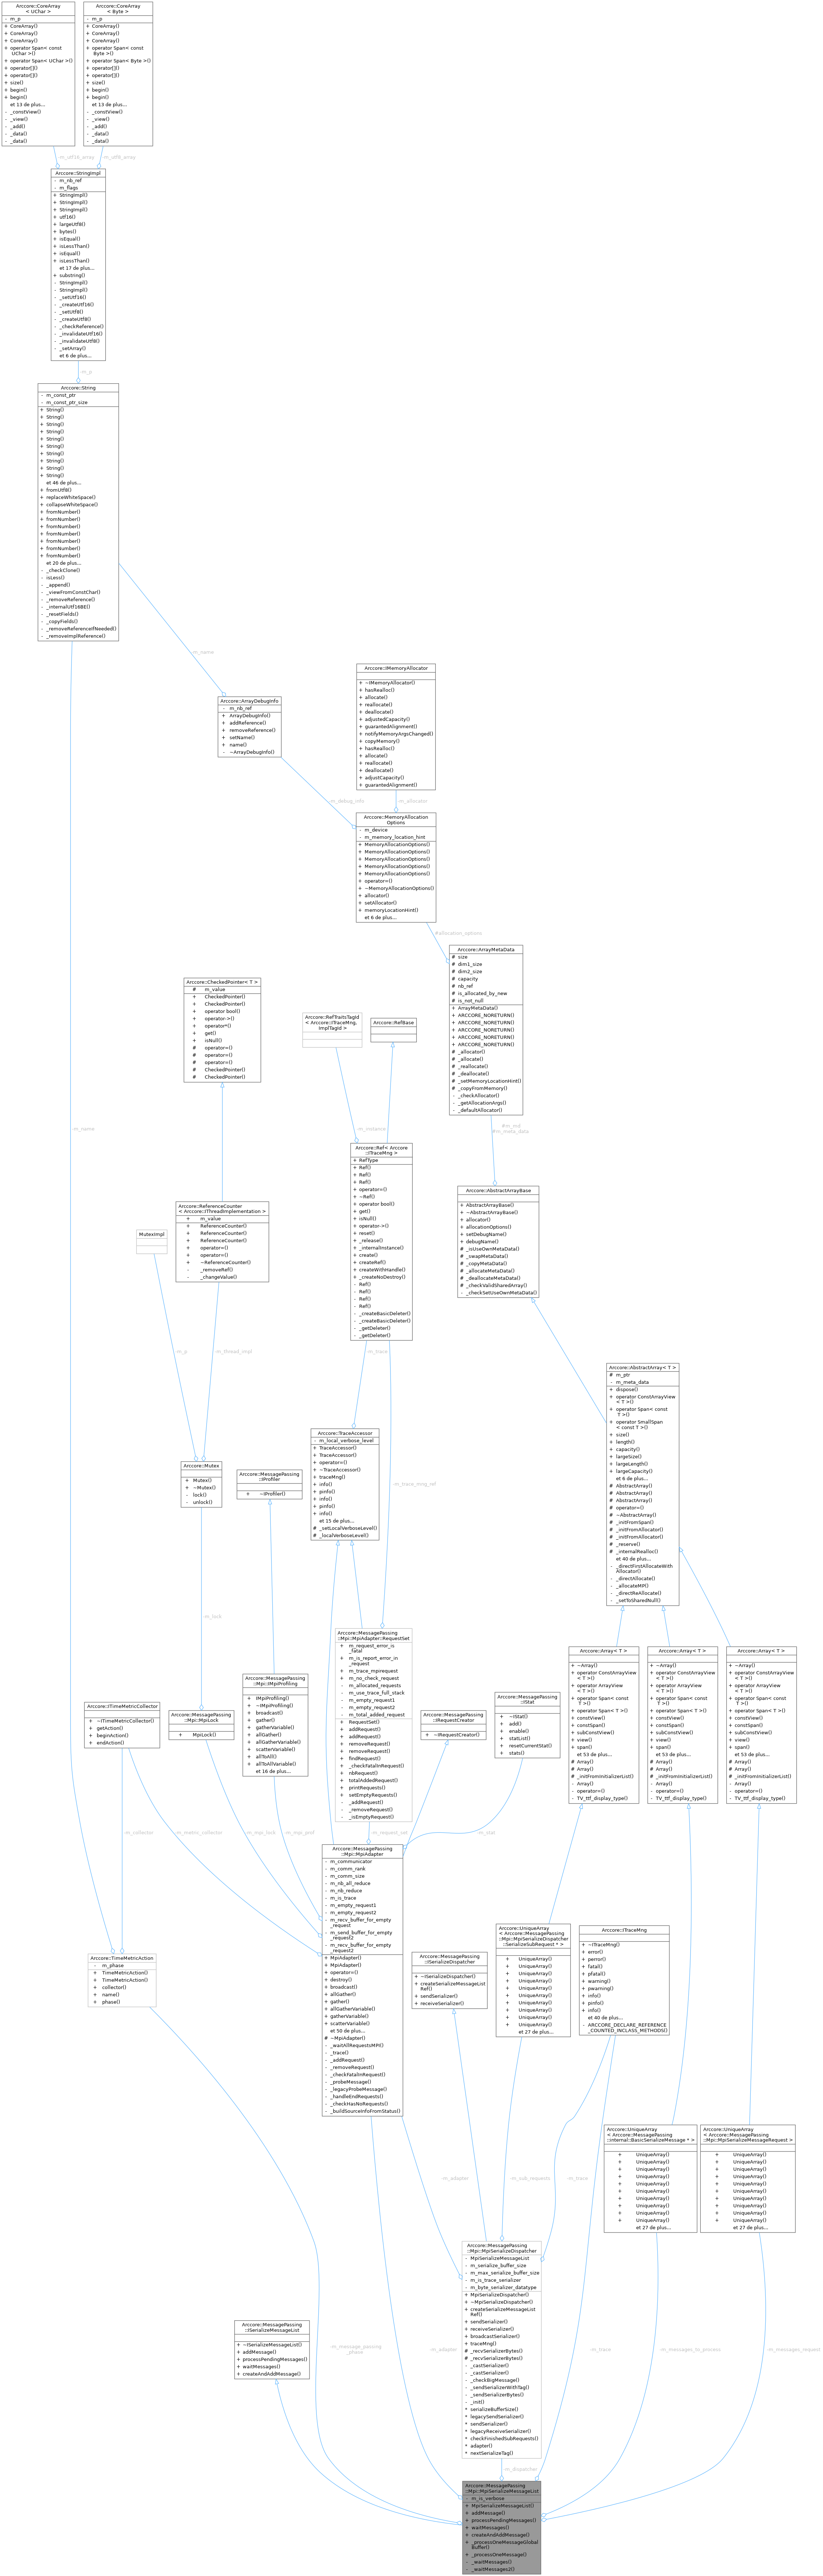 Arccore::CoreArray
< UChar >
- m_p
+ CoreArray()
+ CoreArray()
+ CoreArray()
+ operator Span< const
UChar >()
+ operator Span< UChar >()
+ operator[]()
+ operator[]()
+ size()
+ begin()
+ begin()
et 13 de plus...
- _constView()
- _view()
- _add()
- _data()
- _data()
Arccore::CoreArray
< Byte >
- m_p
+ CoreArray()
+ CoreArray()
+ CoreArray()
+ operator Span< const
Byte >()
+ operator Span< Byte >()
+ operator[]()
+ operator[]()
+ size()
+ begin()
+ begin()
et 13 de plus...
- _constView()
- _view()
- _add()
- _data()
- _data()
-m_utf16_array
-m_utf8_array
Arccore::StringImpl
- m_nb_ref
- m_flags
+ StringImpl()
+ StringImpl()
+ StringImpl()
+ utf16()
+ largeUtf8()
+ bytes()
+ isEqual()
+ isLessThan()
+ isEqual()
+ isLessThan()
et 17 de plus...
+ substring()
- StringImpl()
- StringImpl()
- _setUtf16()
- _createUtf16()
- _setUtf8()
- _createUtf8()
- _checkReference()
- _invalidateUtf16()
- _invalidateUtf8()
- _setArray()
et 6 de plus...
-m_p
Arccore::String
- m_const_ptr
- m_const_ptr_size
+ String()
+ String()
+ String()
+ String()
+ String()
+ String()
+ String()
+ String()
+ String()
+ String()
et 46 de plus...
+ fromUtf8()
+ replaceWhiteSpace()
+ collapseWhiteSpace()
+ fromNumber()
+ fromNumber()
+ fromNumber()
+ fromNumber()
+ fromNumber()
+ fromNumber()
+ fromNumber()
et 20 de plus...
- _checkClone()
- isLess()
- _append()
- _viewFromConstChar()
- _removeReference()
- _internalUtf16BE()
- _resetFields()
- _copyFields()
- _removeReferenceIfNeeded()
- _removeImplReference()
-m_name
Arccore::ArrayDebugInfo
- m_nb_ref
+ ArrayDebugInfo()
+ addReference()
+ removeReference()
+ setName()
+ name()
- ~ArrayDebugInfo()
Arccore::IMemoryAllocator
+ ~IMemoryAllocator()
+ hasRealloc()
+ allocate()
+ reallocate()
+ deallocate()
+ adjustedCapacity()
+ guarantedAlignment()
+ notifyMemoryArgsChanged()
+ copyMemory()
+ hasRealloc()
+ allocate()
+ reallocate()
+ deallocate()
+ adjustCapacity()
+ guarantedAlignment()
-m_debug_info
-m_allocator
Arccore::MemoryAllocation
Options
- m_device
- m_memory_location_hint
+ MemoryAllocationOptions()
+ MemoryAllocationOptions()
+ MemoryAllocationOptions()
+ MemoryAllocationOptions()
+ MemoryAllocationOptions()
+ operator=()
+ ~MemoryAllocationOptions()
+ allocator()
+ setAllocator()
+ memoryLocationHint()
et 6 de plus...
#allocation_options
Arccore::ArrayMetaData
# size
# dim1_size
# dim2_size
# capacity
# nb_ref
# is_allocated_by_new
# is_not_null
+ ArrayMetaData()
+ ARCCORE_NORETURN()
+ ARCCORE_NORETURN()
+ ARCCORE_NORETURN()
+ ARCCORE_NORETURN()
+ ARCCORE_NORETURN()
# _allocator()
# _allocate()
# _reallocate()
# _deallocate()
# _setMemoryLocationHint()
# _copyFromMemory()
- _checkAllocator()
- _getAllocationArgs()
- _defaultAllocator()
#m_md
#m_meta_data
Arccore::CheckedPointer< T >
# m_value
+ CheckedPointer()
+ CheckedPointer()
+ operator bool()
+ operator->()
+ operator*()
+ get()
+ isNull()
# operator=()
# operator=()
# operator=()
# CheckedPointer()
# CheckedPointer()
Arccore::RefTraitsTagId
< Arccore::ITraceMng,
ImplTagId >
Arccore::RefBase
-m_instance
-m_name
Arccore::Ref< Arccore
::ITraceMng >
+ RefType
+ Ref()
+ Ref()
+ Ref()
+ operator=()
+ ~Ref()
+ operator bool()
+ get()
+ isNull()
+ operator->()
+ reset()
+ _release()
+ _internalInstance()
+ create()
+ createRef()
+ createWithHandle()
+ _createNoDestroy()
- Ref()
- Ref()
- Ref()
- Ref()
- _createBasicDeleter()
- _createBasicDeleter()
- _getDeleter()
- _getDeleter()
Arccore::AbstractArrayBase
+ AbstractArrayBase()
+ ~AbstractArrayBase()
+ allocator()
+ allocationOptions()
+ setDebugName()
+ debugName()
# _isUseOwnMetaData()
# _swapMetaData()
# _copyMetaData()
# _allocateMetaData()
# _deallocateMetaData()
# _checkValidSharedArray()
- _checkSetUseOwnMetaData()
MutexImpl
Arccore::ReferenceCounter
< Arccore::IThreadImplementation >
+ m_value
+ ReferenceCounter()
+ ReferenceCounter()
+ ReferenceCounter()
+ operator=()
+ operator=()
+ ~ReferenceCounter()
- _removeRef()
- _changeValue()
-m_p
-m_thread_impl
-m_trace
Arccore::AbstractArray< T >
# m_ptr
- m_meta_data
+ dispose()
+ operator ConstArrayView
< T >()
+ operator Span< const
T >()
+ operator SmallSpan
< const T >()
+ size()
+ length()
+ capacity()
+ largeSize()
+ largeLength()
+ largeCapacity()
et 6 de plus...
# AbstractArray()
# AbstractArray()
# AbstractArray()
# operator=()
# ~AbstractArray()
# _initFromSpan()
# _initFromAllocator()
# _initFromAllocator()
# _reserve()
# _internalRealloc()
et 40 de plus...
- _directFirstAllocateWith
Allocator()
- _directAllocate()
- _allocateMP()
- _directReAllocate()
- _setToSharedNull()
Arccore::Mutex
+ Mutex()
+ ~Mutex()
- lock()
- unlock()
Arccore::MessagePassing
::IProfiler
+ ~IProfiler()
Arccore::TraceAccessor
- m_local_verbose_level
+ TraceAccessor()
+ TraceAccessor()
+ operator=()
+ ~TraceAccessor()
+ traceMng()
+ info()
+ pinfo()
+ info()
+ pinfo()
+ info()
et 15 de plus...
# _setLocalVerboseLevel()
# _localVerboseLevel()
-m_trace_mng_ref
-m_lock
Arccore::MessagePassing
::Mpi::MpiAdapter::RequestSet
+ m_request_error_is
_fatal
+ m_is_report_error_in
_request
+ m_trace_mpirequest
+ m_no_check_request
- m_allocated_requests
- m_use_trace_full_stack
- m_empty_request1
- m_empty_request2
- m_total_added_request
+ RequestSet()
+ addRequest()
+ addRequest()
+ removeRequest()
+ removeRequest()
+ findRequest()
+ _checkFatalInRequest()
+ nbRequest()
+ totalAddedRequest()
+ printRequests()
+ setEmptyRequests()
- _addRequest()
- _removeRequest()
- _isEmptyRequest()
Arccore::ITimeMetricCollector
+ ~ITimeMetricCollector()
+ getAction()
+ beginAction()
+ endAction()
Arccore::MessagePassing
::Mpi::MpiLock
+ MpiLock()
Arccore::MessagePassing
::Mpi::IMpiProfiling
+ IMpiProfiling()
+ ~IMpiProfiling()
+ broadcast()
+ gather()
+ gatherVariable()
+ allGather()
+ allGatherVariable()
+ scatterVariable()
+ allToAll()
+ allToAllVariable()
et 16 de plus...
Arccore::MessagePassing
::IRequestCreator
+ ~IRequestCreator()
Arccore::MessagePassing
::IStat
+ ~IStat()
+ add()
+ enable()
+ statList()
+ resetCurrentStat()
+ stats()
Arccore::Array< T >
+ ~Array()
+ operator ConstArrayView
< T >()
+ operator ArrayView
< T >()
+ operator Span< const
T >()
+ operator Span< T >()
+ constView()
+ constSpan()
+ subConstView()
+ view()
+ span()
et 53 de plus...
# Array()
# Array()
# _initFromInitializerList()
- Array()
- operator=()
- TV_ttf_display_type()
Arccore::Array< T >
+ ~Array()
+ operator ConstArrayView
< T >()
+ operator ArrayView
< T >()
+ operator Span< const
T >()
+ operator Span< T >()
+ constView()
+ constSpan()
+ subConstView()
+ view()
+ span()
et 53 de plus...
# Array()
# Array()
# _initFromInitializerList()
- Array()
- operator=()
- TV_ttf_display_type()
Arccore::Array< T >
+ ~Array()
+ operator ConstArrayView
< T >()
+ operator ArrayView
< T >()
+ operator Span< const
T >()
+ operator Span< T >()
+ constView()
+ constSpan()
+ subConstView()
+ view()
+ span()
et 53 de plus...
# Array()
# Array()
# _initFromInitializerList()
- Array()
- operator=()
- TV_ttf_display_type()
-m_collector
-m_metric_collector
-m_mpi_lock
-m_mpi_prof
-m_request_set
-m_stat
Arccore::MessagePassing
::Mpi::MpiAdapter
- m_communicator
- m_comm_rank
- m_comm_size
- m_nb_all_reduce
- m_nb_reduce
- m_is_trace
- m_empty_request1
- m_empty_request2
- m_recv_buffer_for_empty
_request
- m_send_buffer_for_empty
_request2
- m_recv_buffer_for_empty
_request2
+ MpiAdapter()
+ MpiAdapter()
+ operator=()
+ destroy()
+ broadcast()
+ allGather()
+ gather()
+ allGatherVariable()
+ gatherVariable()
+ scatterVariable()
et 50 de plus...
# ~MpiAdapter()
- _waitAllRequestsMPI()
- _trace()
- _addRequest()
- _removeRequest()
- _checkFatalInRequest()
- _probeMessage()
- _legacyProbeMessage()
- _handleEndRequests()
- _checkHasNoRequests()
- _buildSourceInfoFromStatus()
Arccore::TimeMetricAction
- m_phase
+ TimeMetricAction()
+ TimeMetricAction()
+ collector()
+ name()
+ phase()
Arccore::MessagePassing
::ISerializeDispatcher
+ ~ISerializeDispatcher()
+ createSerializeMessageList
Ref()
+ sendSerializer()
+ receiveSerializer()
Arccore::UniqueArray
< Arccore::MessagePassing
::Mpi::MpiSerializeDispatcher
::SerializeSubRequest * >
+ UniqueArray()
+ UniqueArray()
+ UniqueArray()
+ UniqueArray()
+ UniqueArray()
+ UniqueArray()
+ UniqueArray()
+ UniqueArray()
+ UniqueArray()
+ UniqueArray()
et 27 de plus...
Arccore::ITraceMng
+ ~ITraceMng()
+ error()
+ perror()
+ fatal()
+ pfatal()
+ warning()
+ pwarning()
+ info()
+ pinfo()
+ info()
et 40 de plus...
- ARCCORE_DECLARE_REFERENCE
_COUNTED_INCLASS_METHODS()
Arccore::UniqueArray
< Arccore::MessagePassing
::internal::BasicSerializeMessage * >
+ UniqueArray()
+ UniqueArray()
+ UniqueArray()
+ UniqueArray()
+ UniqueArray()
+ UniqueArray()
+ UniqueArray()
+ UniqueArray()
+ UniqueArray()
+ UniqueArray()
et 27 de plus...
Arccore::UniqueArray
< Arccore::MessagePassing
::Mpi::MpiSerializeMessageRequest >
+ UniqueArray()
+ UniqueArray()
+ UniqueArray()
+ UniqueArray()
+ UniqueArray()
+ UniqueArray()
+ UniqueArray()
+ UniqueArray()
+ UniqueArray()
+ UniqueArray()
et 27 de plus...
-m_adapter
-m_sub_requests
-m_trace
Arccore::MessagePassing
::Mpi::MpiSerializeDispatcher
- MpiSerializeMessageList
- m_serialize_buffer_size
- m_max_serialize_buffer_size
- m_is_trace_serializer
- m_byte_serializer_datatype
+ MpiSerializeDispatcher()
+ ~MpiSerializeDispatcher()
+ createSerializeMessageList
Ref()
+ sendSerializer()
+ receiveSerializer()
+ broadcastSerializer()
+ traceMng()
# _recvSerializerBytes()
# _recvSerializerBytes()
- _castSerializer()
- _castSerializer()
- _checkBigMessage()
- _sendSerializerWithTag()
- _sendSerializerBytes()
- _init()
* serializeBufferSize()
* legacySendSerializer()
* sendSerializer()
* legacyReceiveSerializer()
* checkFinishedSubRequests()
* adapter()
* nextSerializeTag()
Arccore::MessagePassing
::ISerializeMessageList
+ ~ISerializeMessageList()
+ addMessage()
+ processPendingMessages()
+ waitMessages()
+ createAndAddMessage()
-m_message_passing
_phase
-m_adapter
-m_trace
-m_messages_to_process
-m_messages_request
-m_dispatcher
Arccore::MessagePassing
::Mpi::MpiSerializeMessageList
- m_is_verbose
+ MpiSerializeMessageList()
+ addMessage()
+ processPendingMessages()
+ waitMessages()
+ createAndAddMessage()
+ _processOneMessageGlobal
Buffer()
+ _processOneMessage()
- _waitMessages()
- _waitMessages2()